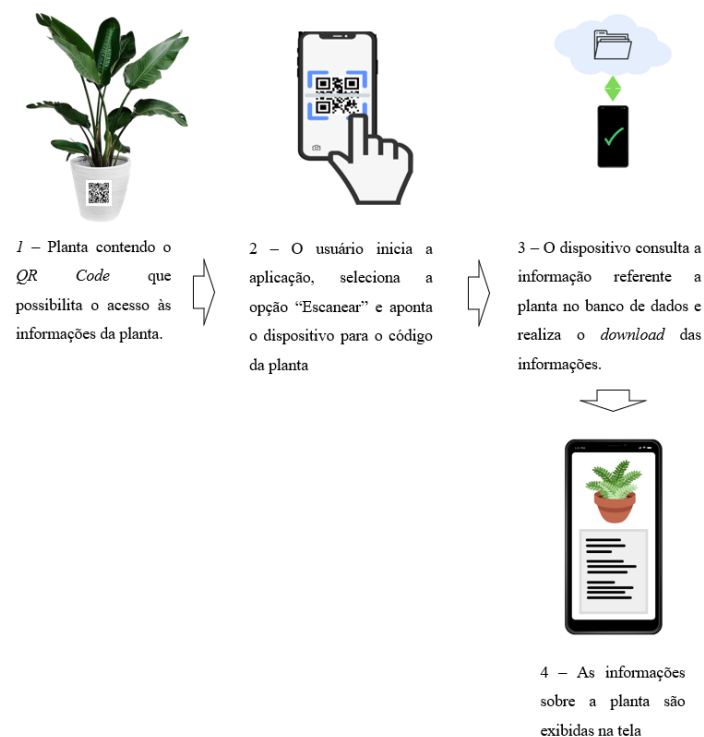 1 – Planta contendo o
QR Code que
possibilita o acesso às
informações da planta.
2 – O usuário inicia a
aplicação, seleciona a
opção “Escanear” e aponta
o dispositivo para o código
da planta
3 – O dispositivo consulta a
informação referente a
planta no banco de dados e
realiza o download das
informações.
4 – As informações
sobre a planta são
exibidas na tela